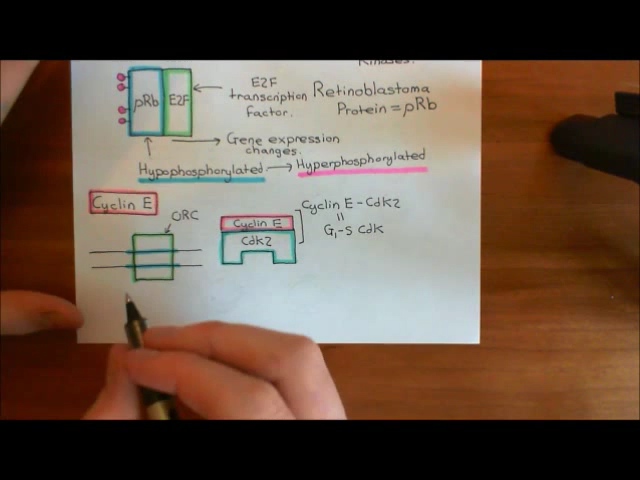 Kinases.
pRb
E2F
E2F
transcription
Factor.
Retinoblastoma
Protein = pRb
Gene expression
changes.
Hypophosphorylated
Hyperphosphorylated
Cyclin E
ORC
Cyclin E
Cdk2
Cyclin E - Cdk2
=
G1-S Cdk